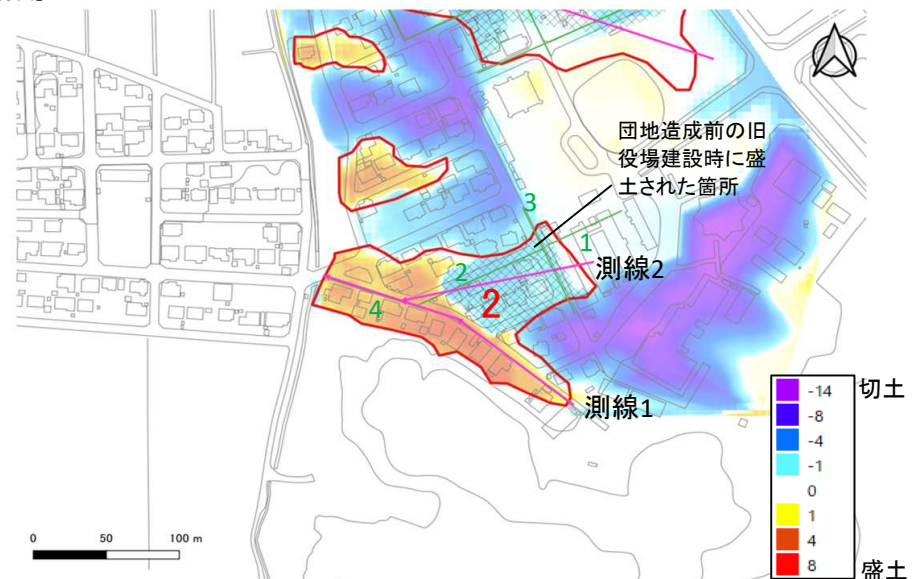 団地造成前の旧
役場建設時に盛
土された箇所
3
1
2
測線2
2
4
測線1
-14 切土
-8
-4
-1
0
1
4
8 盛土
0 50 100 m